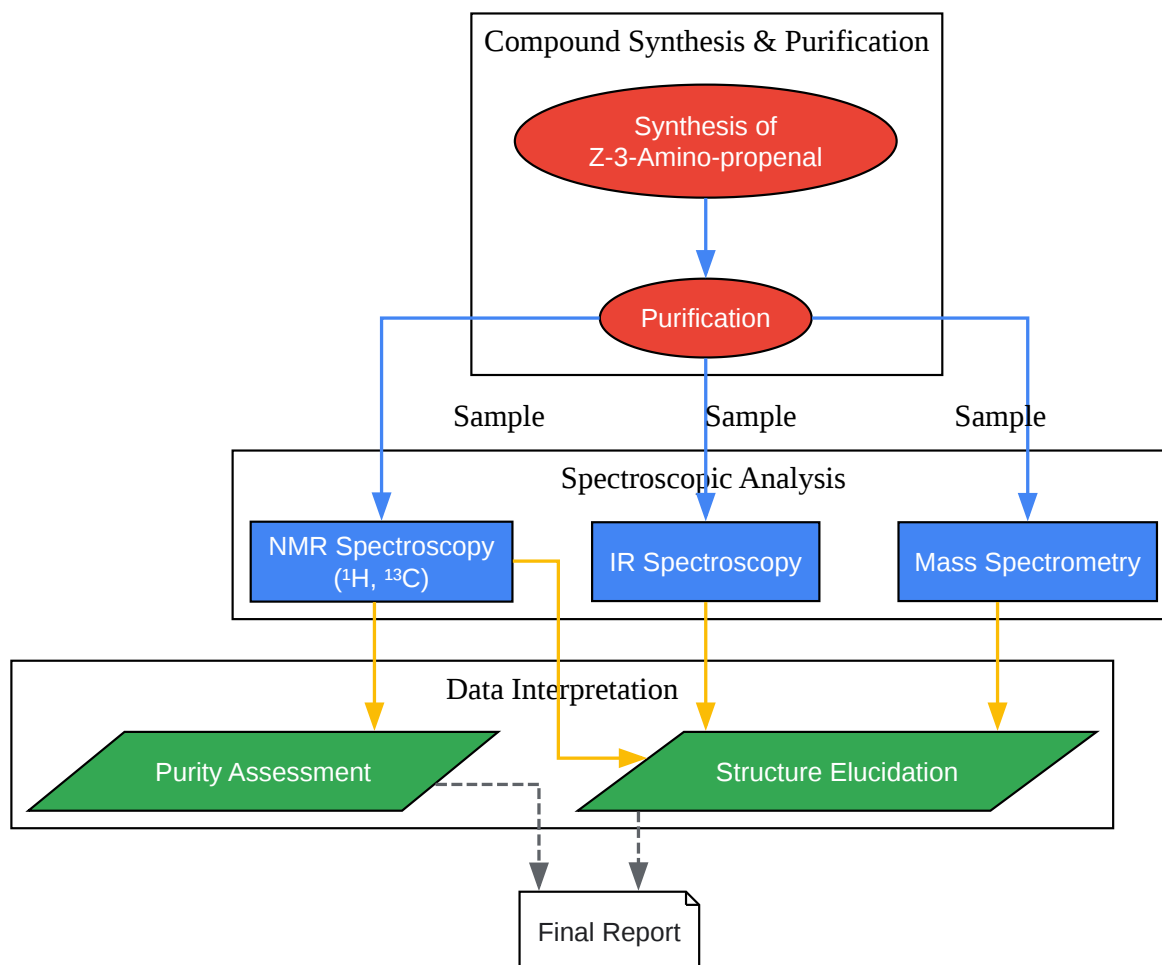 Compound Synthesis & Purification
Synthesis of
Z-3-Amino-propenal
Purification
Sample
Sample
Sample
Spectroscopic Analysis
NMR Spectroscopy
(¹H, ¹³C)
IR Spectroscopy
Mass Spectrometry
Data Interpretation
Purity Assessment
Structure Elucidation
Final Report